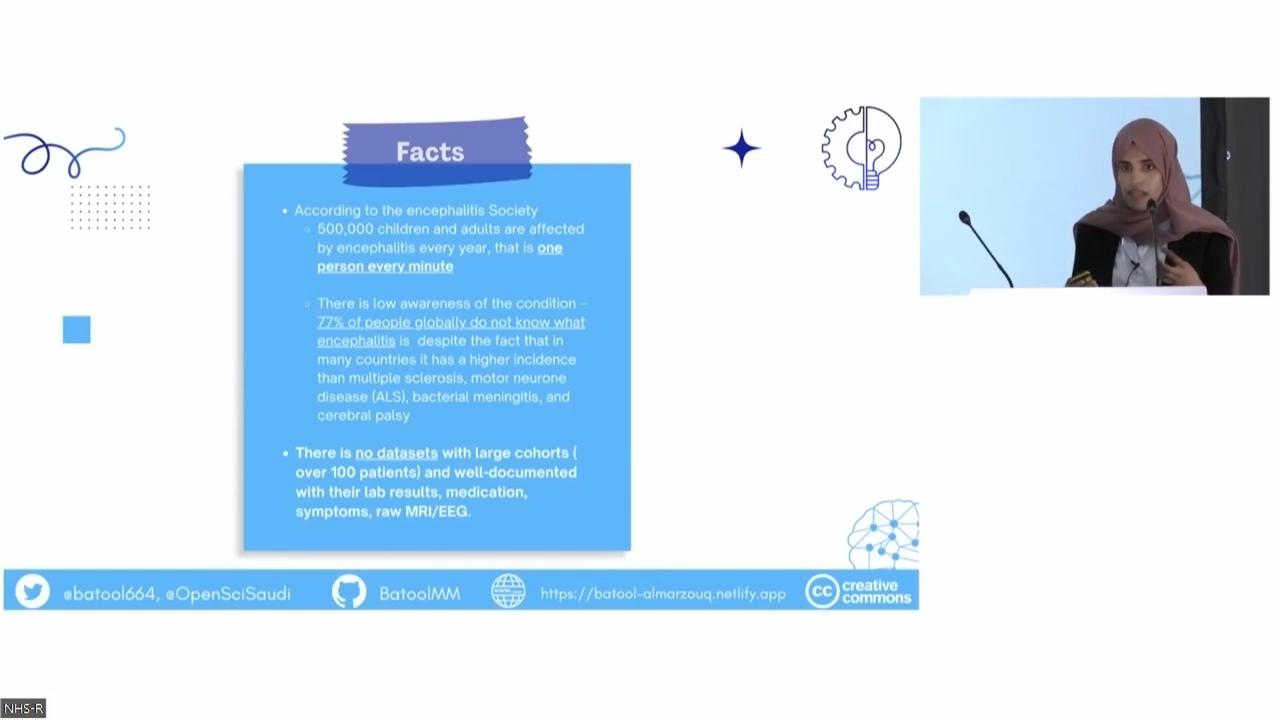 Facts
• According to the encephalitis Society
◦ 500,000 children and adults are affected
by encephalitis every year, that is one
person every minute
◦ There is low awareness of the condition –
77% of people globally do not know what
encephalitis is despite the fact that in
many countries it has a higher incidence
than multiple sclerosis, motor neurone
disease (ALS), bacterial meningitis, and
cerebral palsy
• There is no datasets with large cohorts (
over 100 patients) and well-documented
with their lab results, medication,
symptoms, raw MRI/EEG.
@batool664, @OpenSciSaudi
BatoolMM
www.
https://batool-almarzouq.netlify.app
cc creative
commons
NHS-R